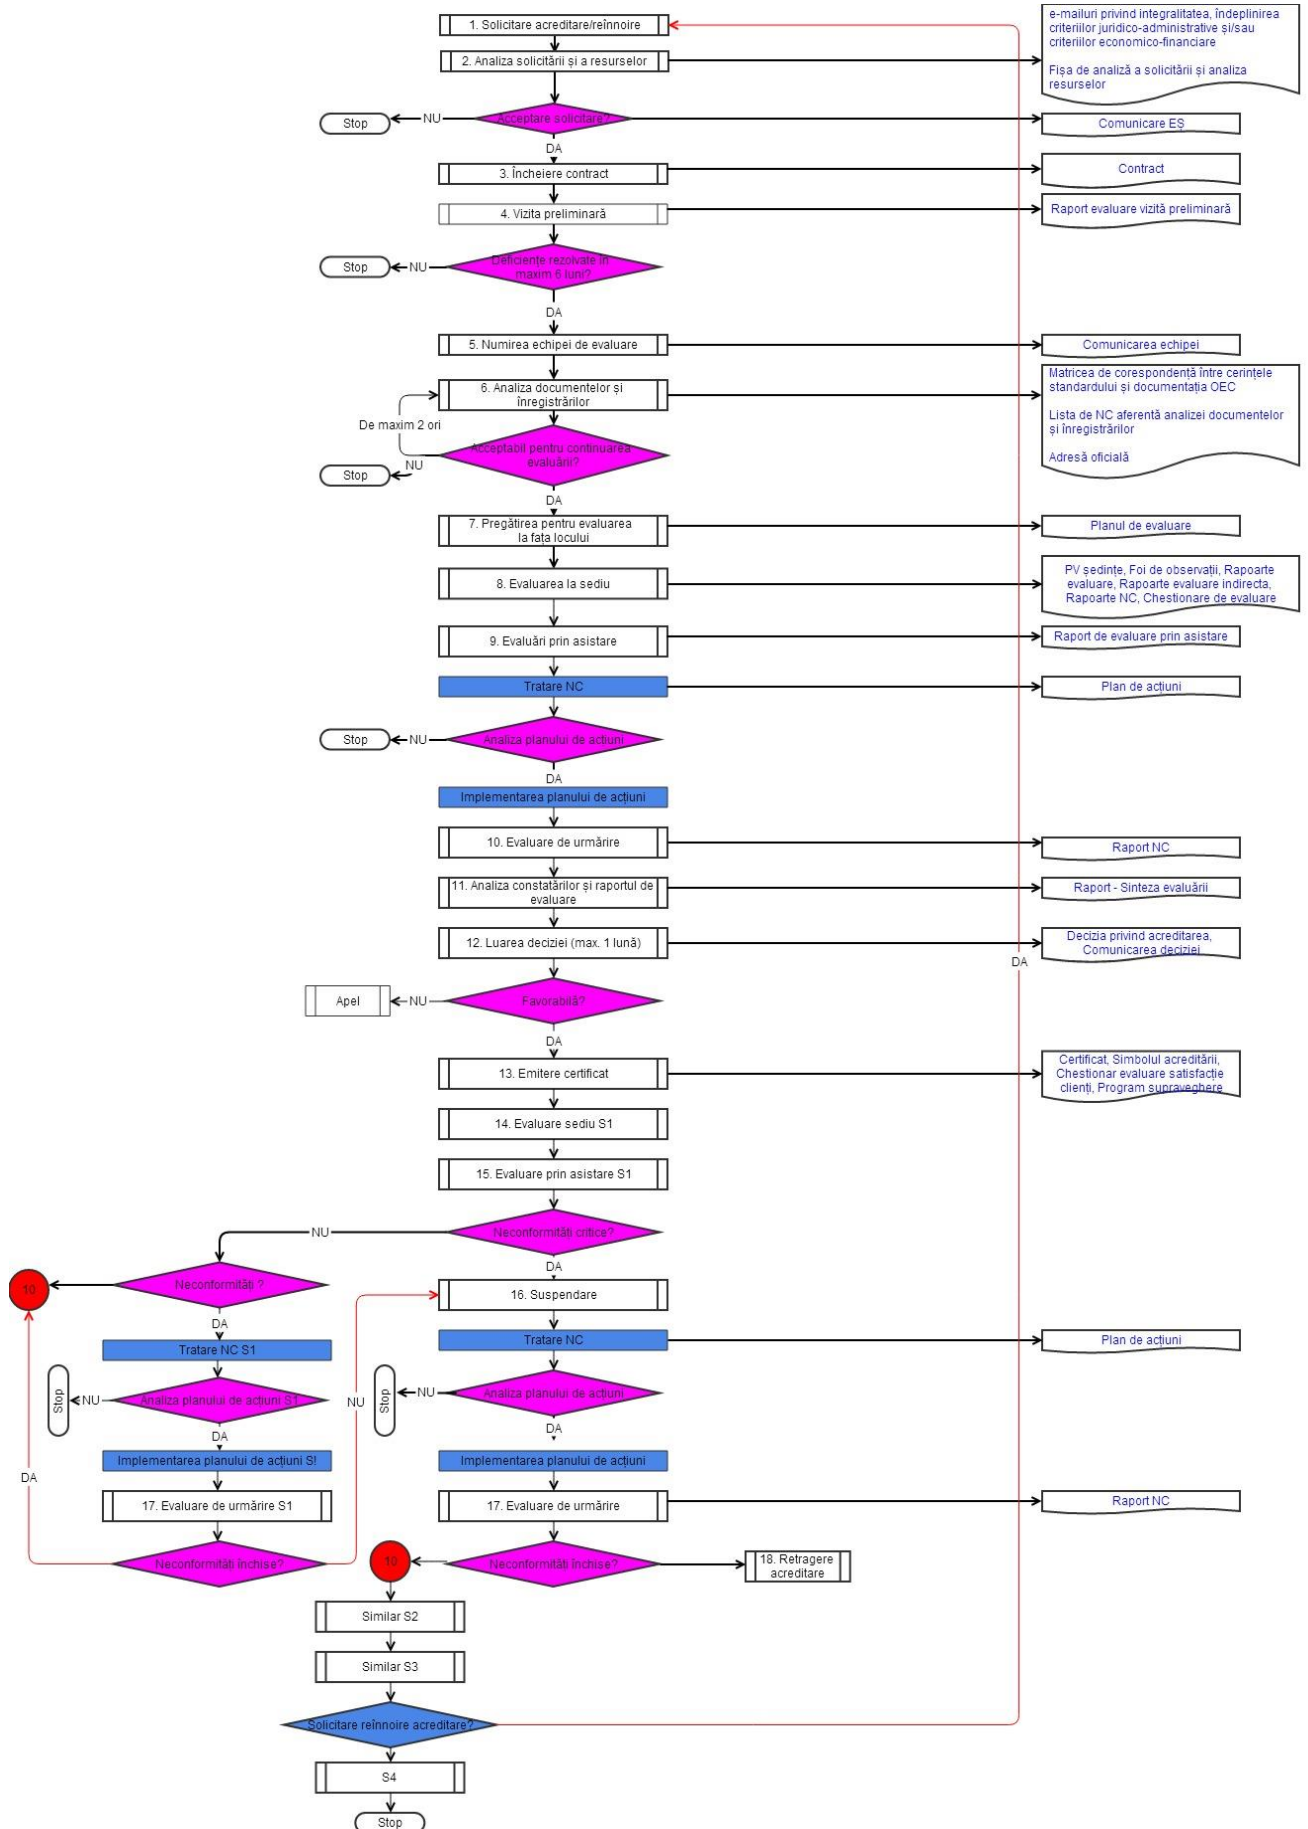 1. Solicitare acreditare/reînnoire
e-mailuri privind integralitatea, îndeplinirea
criteriilor juridico-administrative și/sau
criteriilor economico-financiare
Fișa de analiză a solicitării și analiza
resurselor
2. Analiza solicitării și a resurselor
Stop
NU
Acceptare solicitare?
Comunicare EȘ
DA
3. Încheiere contract
Contract
4. Vizita preliminară
Raport evaluare vizită preliminară
Stop
NU
Deficiențe rezolvate în
maxim 6 luni?
DA
5. Numirea echipei de evaluare
Comunicarea echipei
6. Analiza documentelor și
înregistrărilor
Matricea de corespondență între cerințele
standardului și documentația OEC
Lista de NC aferentă analizei documentelor
și înregistrărilor
Adresă oficială
De maxim 2 ori
Acceptabil pentru continuarea
evaluării?
Stop
NU
DA
7. Pregătirea pentru evaluarea
la fața locului
Planul de evaluare
8. Evaluarea la sediu
PV ședințe, Foi de observații, Rapoarte
evaluare, Rapoarte evaluare indirecta,
Rapoarte NC, Chestionare de evaluare
9. Evaluări prin asistare
Raport de evaluare prin asistare
Tratare NC
Plan de acțiuni
Stop
NU
Analiza planului de acțiuni
DA
Implementarea planului de acțiuni
10. Evaluare de urmărire
Raport NC
11. Analiza constatărilor și raportul de
evaluare
Raport - Sinteza evaluării
12. Luarea deciziei (max. 1 lună)
Decizia privind acreditarea,
Comunicarea deciziei
DA
Apel
NU
Favorabilă?
DA
13. Emitere certificat
Certificat, Simbolul acreditării,
Chestionar evaluare satisfacție
clienți, Program supraveghere
14. Evaluare sediu S1
15. Evaluare prin asistare S1
NU
Neconformități critice?
DA
10
Neconformități ?
16. Suspendare
DA
Tratare NC S1
Tratare NC
Plan de acțiuni
Stop
NU
Analiza planului de acțiuni S1
NU
Stop
NU
Analiza planului de acțiuni
DA
DA
Implementarea planului de acțiuni S!
Implementarea planului de acțiuni
DA
17. Evaluare de urmărire S1
17. Evaluare de urmărire
Raport NC
Neconformități închise?
10
Neconformități închise?
18. Retragere
acreditare
Similar S2
Similar S3
Solicitare reînnoire acreditare?
S4
Stop